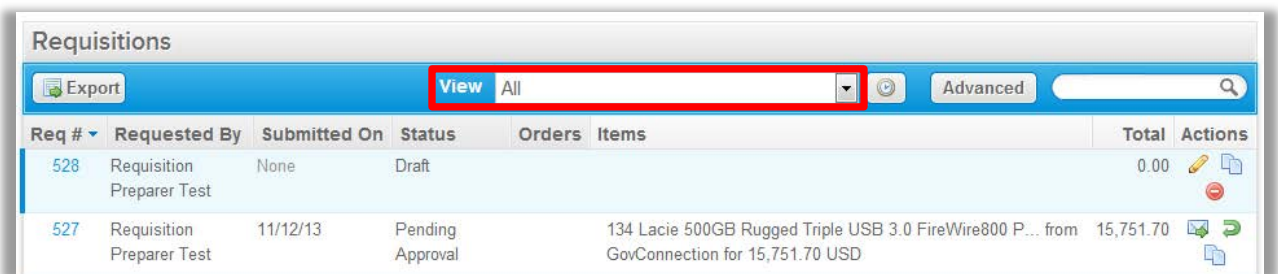 Requisitions
Export View All Advanced
Req # Requested By Submitted On Status Orders Items Total Actions
528 Requisition None Draft 0.00
Preparer Test
527 Requisition 11/12/13 Pending 134 Lacie 500GB Rugged Triple USB 3.0 FireWire800 P... from 15,751.70
Preparer Test Approval GovConnection for 15,751.70 USD